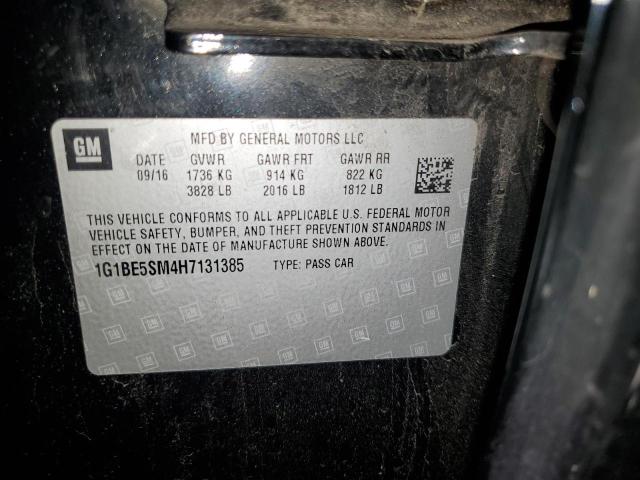 GM
MFD BY GENERAL MOTORS LLC
DATE GVWR GAWR FRT GAWR RR
09/16 1736 KG 914 KG 822 KG
3828 LB 2016 LB 1812 LB
THIS VEHICLE CONFORMS TO ALL APPLICABLE U.S. FEDERAL MOTOR
VEHICLE SAFETY, BUMPER, AND THEFT PREVENTION STANDARDS IN
EFFECT ON THE DATE OF MANUFACTURE SHOWN ABOVE.
1G1BE5SM4H7131385 TYPE: PASS CAR